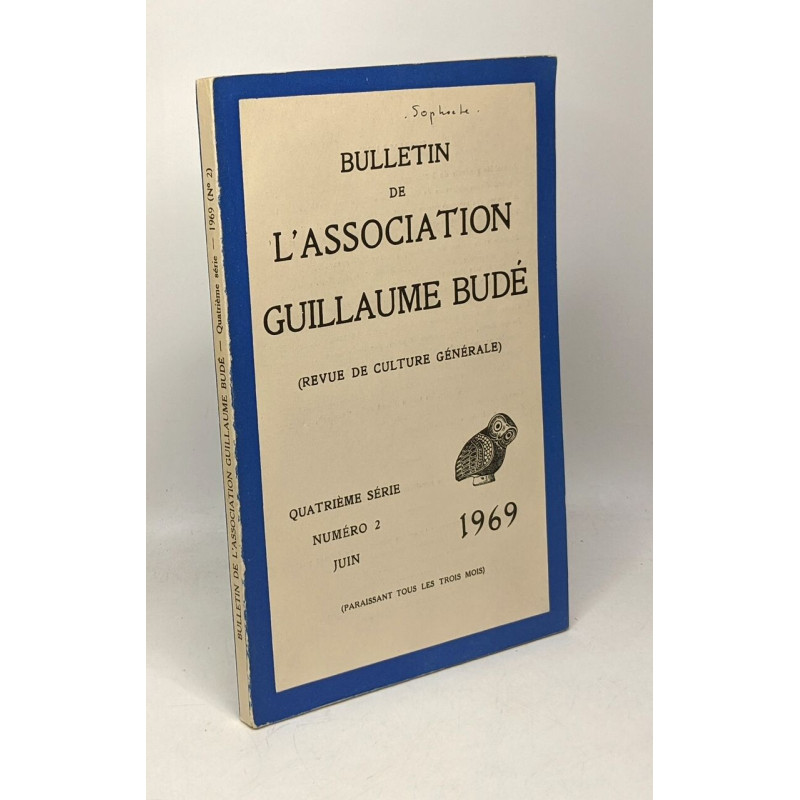 . Sophocle .
BULLETIN
DE
L'ASSOCIATION
GUILLAUME BUDÉ
(REVUE DE CULTURE GÉNÉRALE)
QUATRIÈME SÉRIE
NUMÉRO 2
JUIN
1969
(PARAISSANT TOUS LES TROIS MOIS)
BULLETIN DE L'ASSOCIATION GUILLAUME BUDÉ — Quatrième série — 1969 (N° 2)